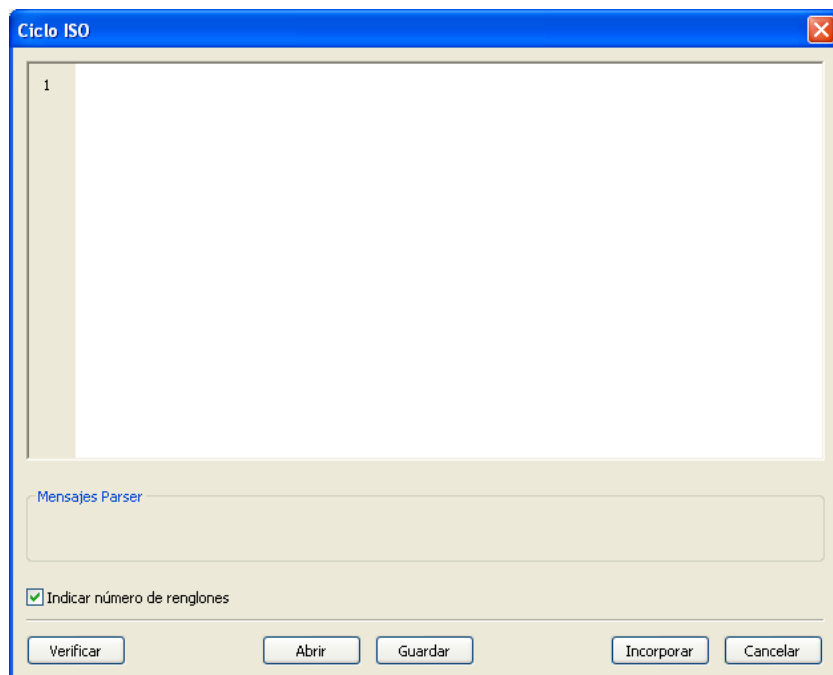 Ciclo ISO
1
Mensajes Parser
Indicar número de renglones
Verificar Abrir Guardar Incorporar Cancelar